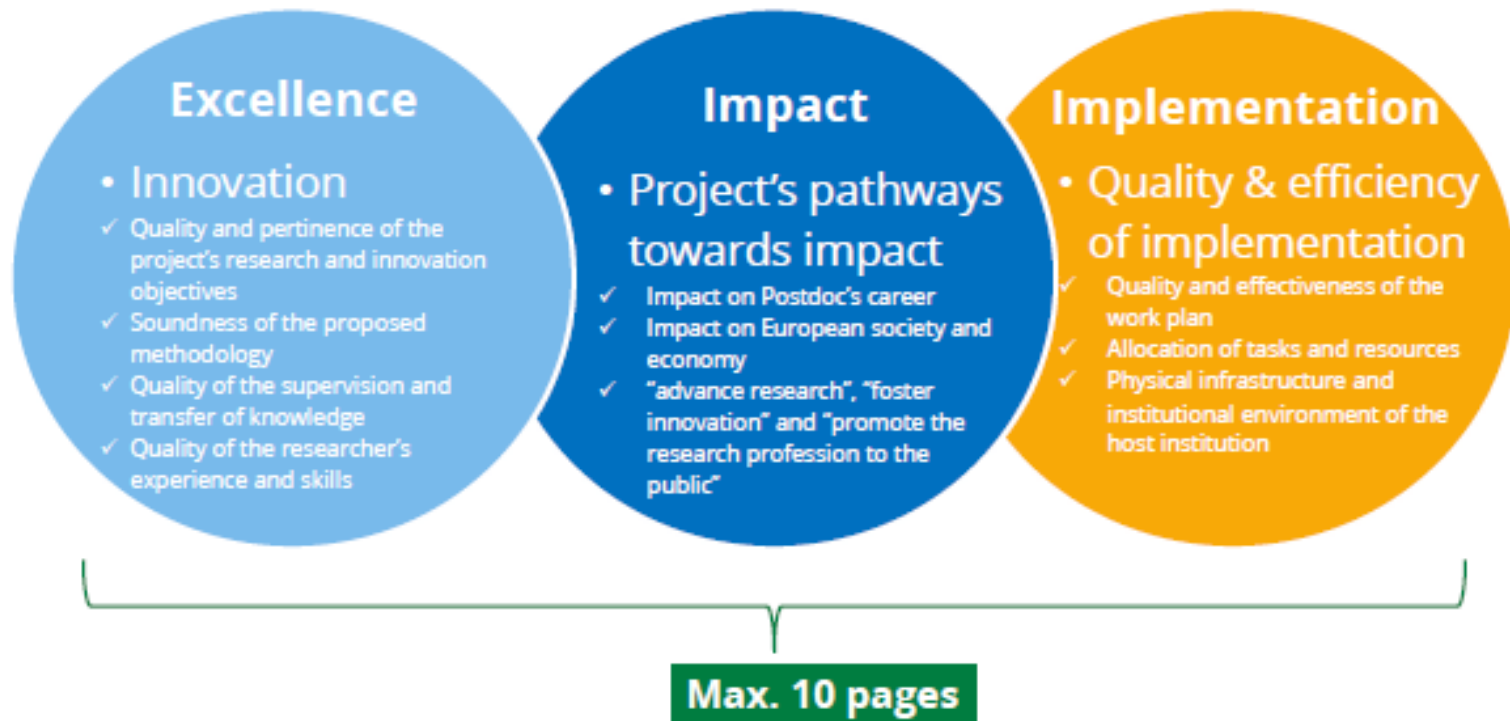 Excellence
• Innovation
✓ Quality and pertinence of the
project's research and innovation
objectives
✓ Soundness of the proposed
methodology
✓ Quality of the supervision and
transfer of knowledge
✓ Quality of the researcher's
experience and skills
Impact
• Project's pathways
towards impact
✓ Impact on Postdoc's career
✓ Impact on European society and
economy
✓ "advance research", "foster
innovation" and "promote the
research profession to the
public"
Implementation
• Quality & efficiency
of implementation
✓ Quality and effectiveness of the
work plan
✓ Allocation of tasks and resources
✓ Physical infrastructure and
institutional environment of the
host institution
Max. 10 pages